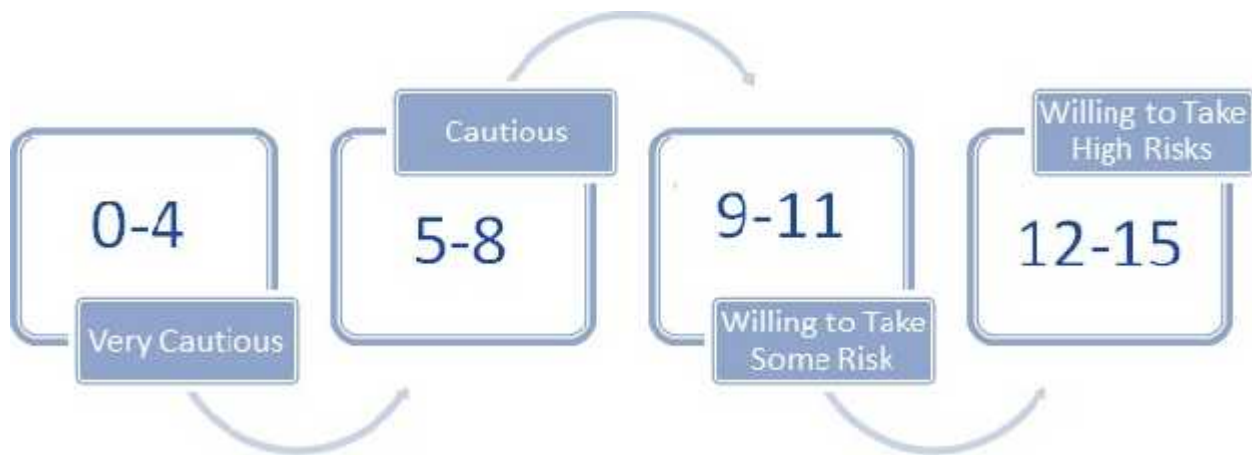 0-4
Very Cautious
Cautious
5-8
9-11
Willing to Take
Some Risk
Willing to Take
High Risks
12-15